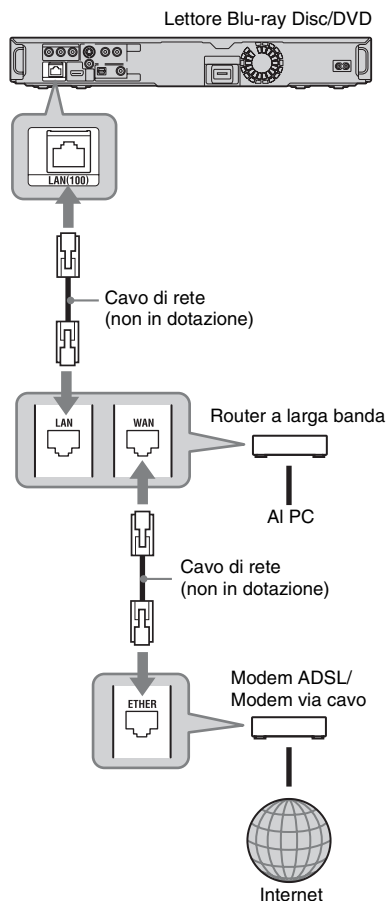 Lettore Blu-ray Disc/DVD
LAN(100)
Cavo di rete
(non in dotazione)
LAN
WAN
Router a larga banda
Al PC
Cavo di rete
(non in dotazione)
ETHER
Modem ADSL/
Modem via cavo
Internet